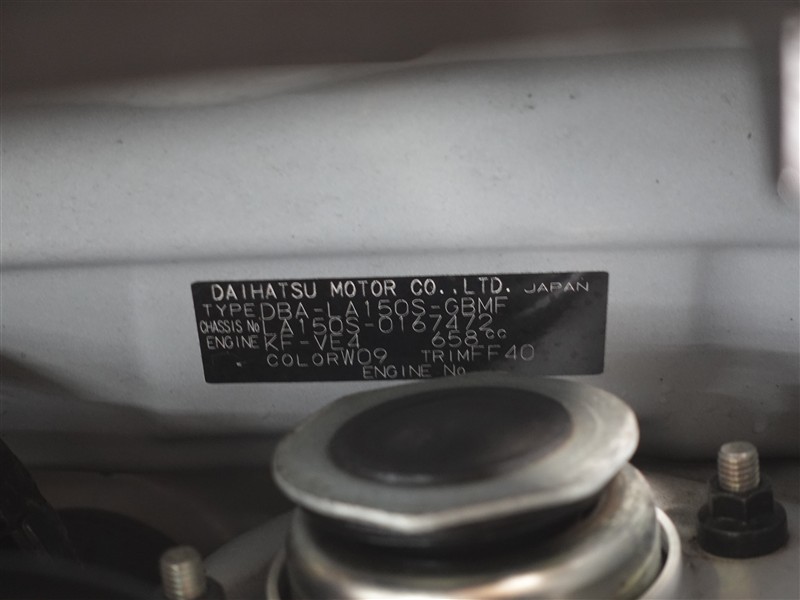 DAIHATSU MOTOR CO.,LTD. JAPAN
TYPE DBA-LA150S-GBMF
CHASSIS No LA150S-0167472
ENGINE KF-VE4 658cc
COLOR W09 TRIM FF40
ENGINE No.